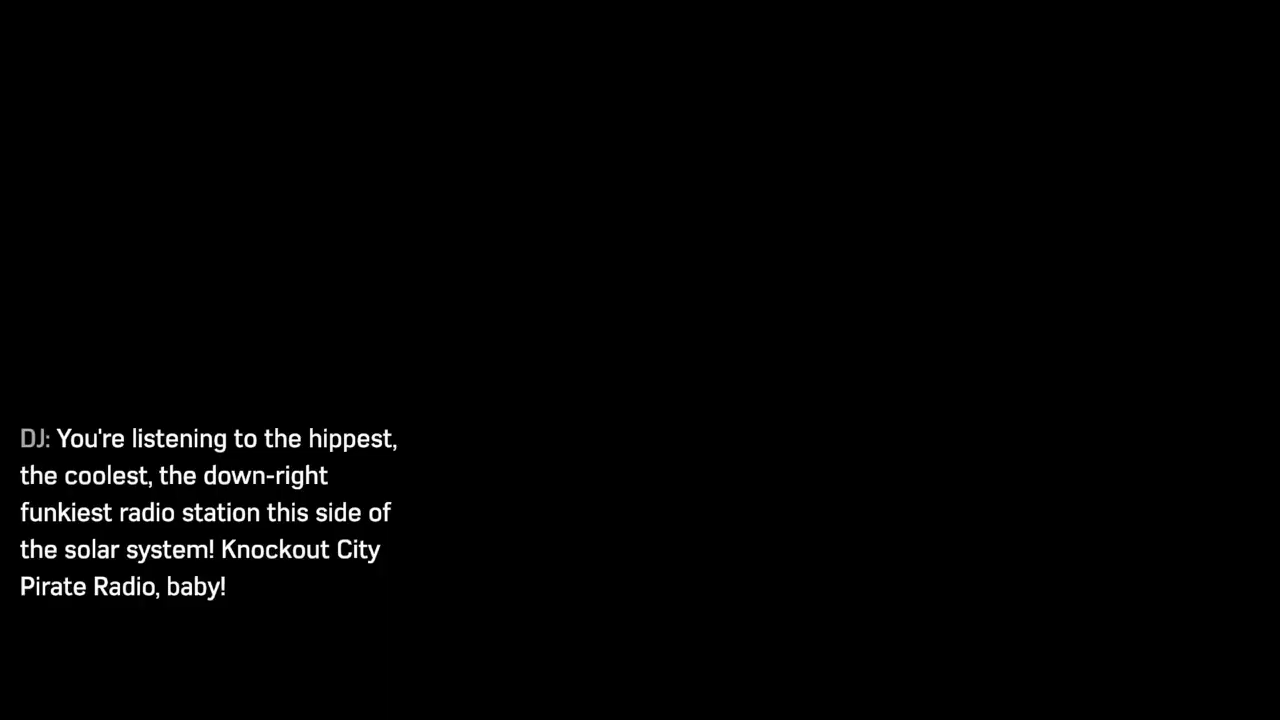 DJ: You're listening to the hippest,
the coolest, the down-right
funkiest radio station this side of
the solar system! Knockout City
Pirate Radio, baby!